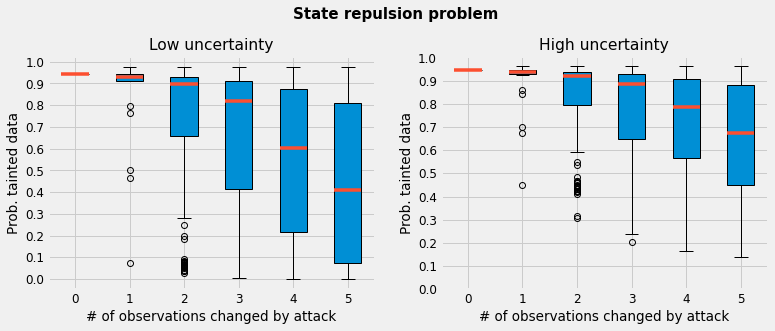 State repulsion problem
Low uncertainty
Prob. tainted data
1.0
0.9
0.8
0.7
0.6
0.5
0.4
0.3
0.2
0.1
0.0
0 1 2 3 4 5
# of observations changed by attack
High uncertainty
Prob. tainted data
1.0
0.9
0.8
0.7
0.6
0.5
0.4
0.3
0.2
0.1
0.0
0 1 2 3 4 5
# of observations changed by attack